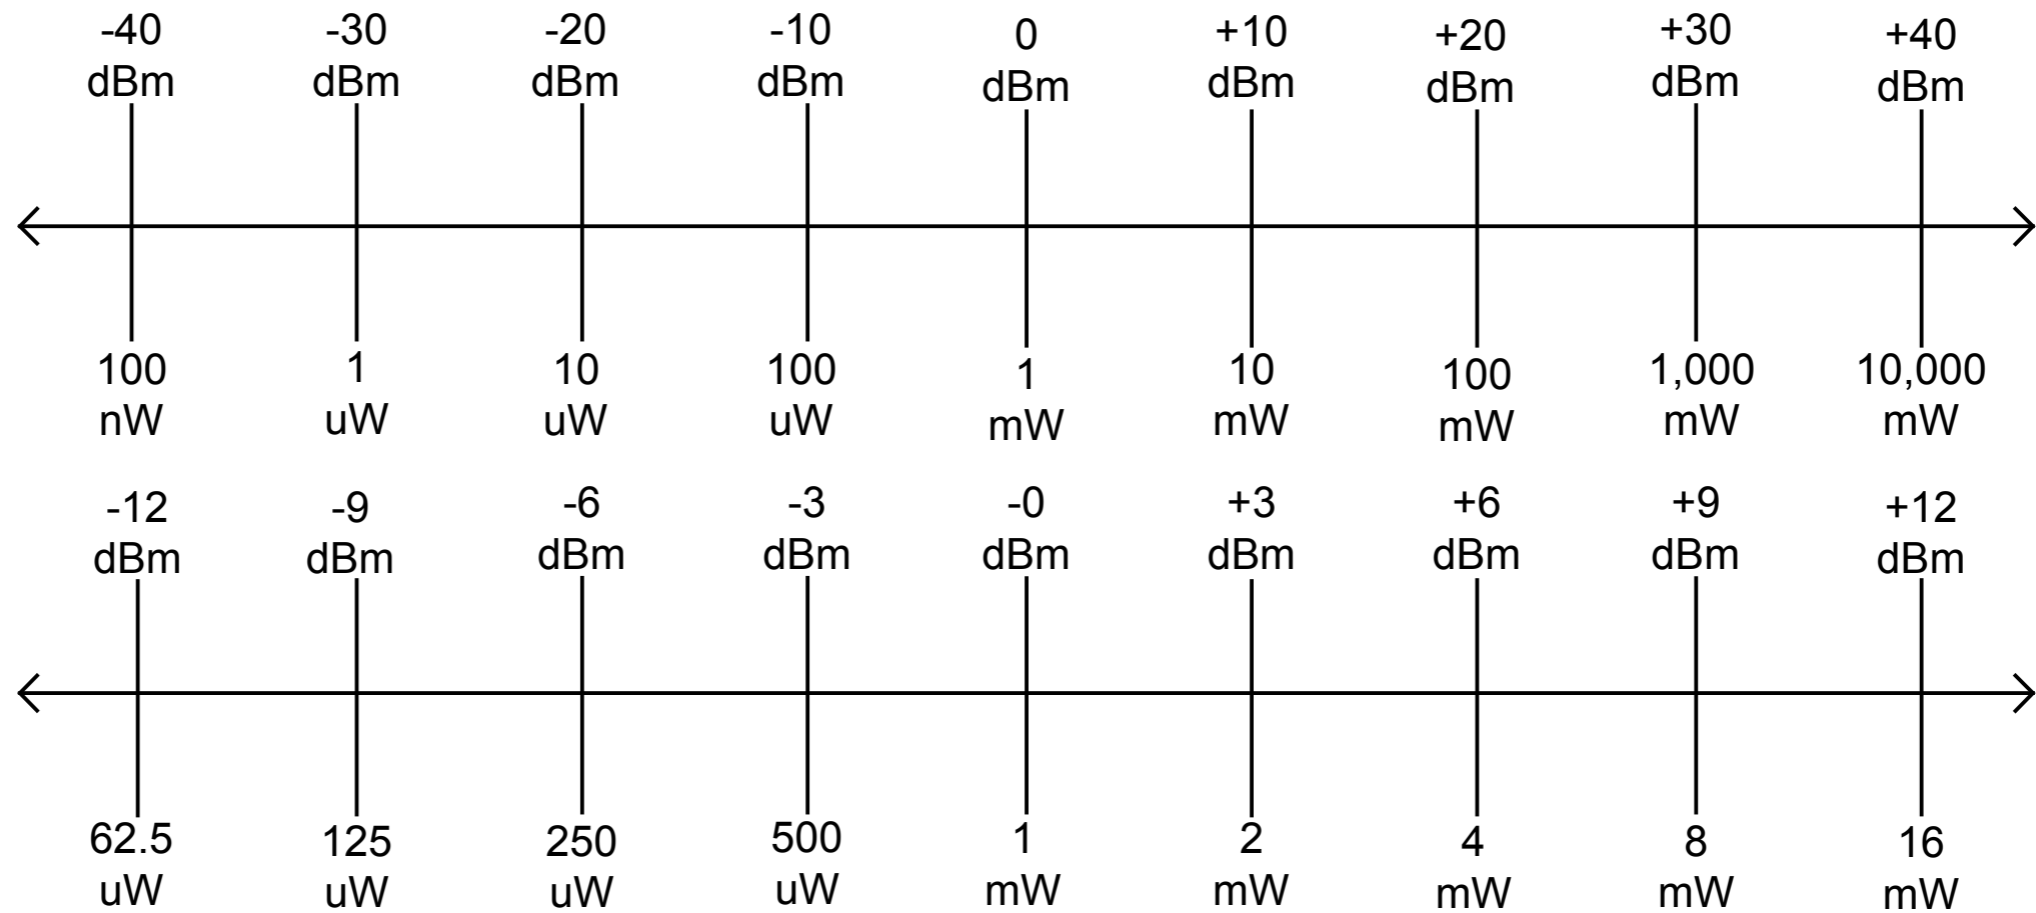 -40 -30 -20 -10 0 +10 +20 +30 +40
dBm dBm dBm dBm dBm dBm dBm dBm dBm
100 1 10 100 1 10 100 1,000 10,000
nW uW uW uW mW mW mW mW mW
-12 -9 -6 -3 -0 +3 +6 +9 +12
dBm dBm dBm dBm dBm dBm dBm dBm dBm
62.5 125 250 500 1 2 4 8 16
uW uW uW uW mW mW mW mW mW